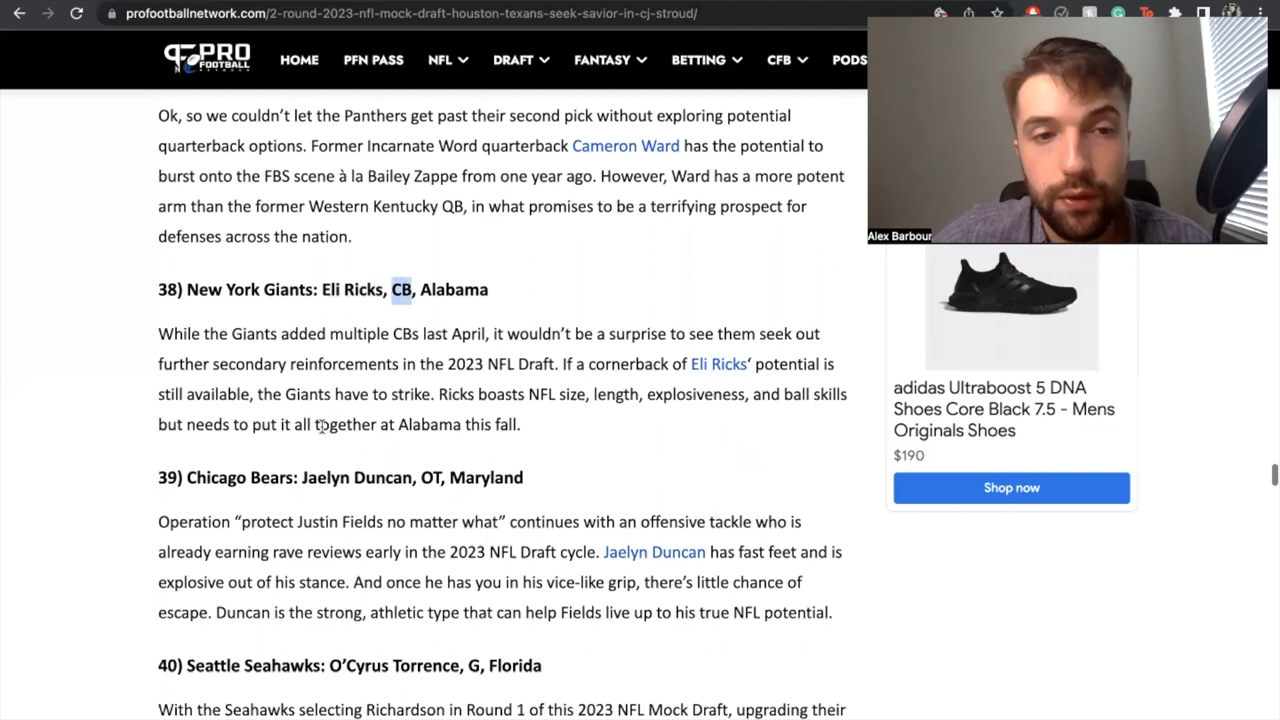 profootballnetwork.com/2-round-2023-nfl-mock-draft-houston-texans-seek-savior-in-cj-stroud/
PRO
FOOTBALL
NETWORK
HOME PFN PASS NFL DRAFT FANTASY BETTING CFB PODS
Ok, so we couldn't let the Panthers get past their second pick without exploring potential
quarterback options. Former Incarnate Word quarterback Cameron Ward has the potential to
burst onto the FBS scene à la Bailey Zappe from one year ago. However, Ward has a more potent
arm than the former Western Kentucky QB, in what promises to be a terrifying prospect for
defenses across the nation.
38) New York Giants: Eli Ricks, CB, Alabama
While the Giants added multiple CBs last April, it wouldn't be a surprise to see them seek out
further secondary reinforcements in the 2023 NFL Draft. If a cornerback of Eli Ricks‘ potential is
still available, the Giants have to strike. Ricks boasts NFL size, length, explosiveness, and ball skills
but needs to put it all together at Alabama this fall.
39) Chicago Bears: Jaelyn Duncan, OT, Maryland
Operation “protect Justin Fields no matter what” continues with an offensive tackle who is
already earning rave reviews early in the 2023 NFL Draft cycle. Jaelyn Duncan has fast feet and is
explosive out of his stance. And once he has you in his vice-like grip, there's little chance of
escape. Duncan is the strong, athletic type that can help Fields live up to his true NFL potential.
40) Seattle Seahawks: O'Cyrus Torrence, G, Florida
With the Seahawks selecting Richardson in Round 1 of this 2023 NFL Mock Draft, upgrading their
Alex Barbour
adidas Ultraboost 5 DNA
Shoes Core Black 7.5 - Mens
Originals Shoes
$190
Shop now